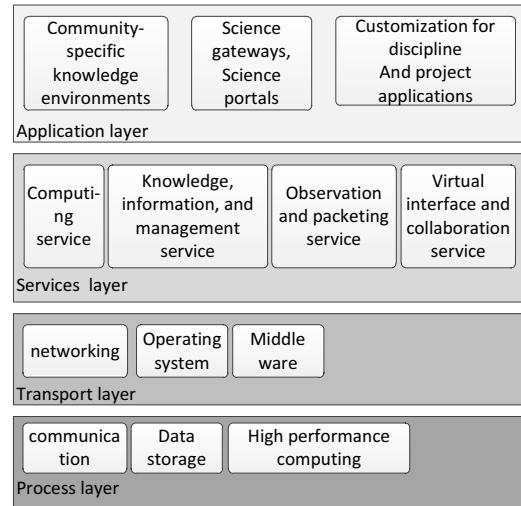 Community-
specific
knowledge
environments
Science
gateways,
Science
portals
Customization for
discipline
And project
applications
Application layer
Computi-
ng
service
Knowledge,
information, and
management
service
Observation
and packeting
service
Virtual
interface and
collaboration
service
Services layer
networking
Operating
system
Middle
ware
Transport layer
communica
tion
Data
storage
High performance
computing
Process layer